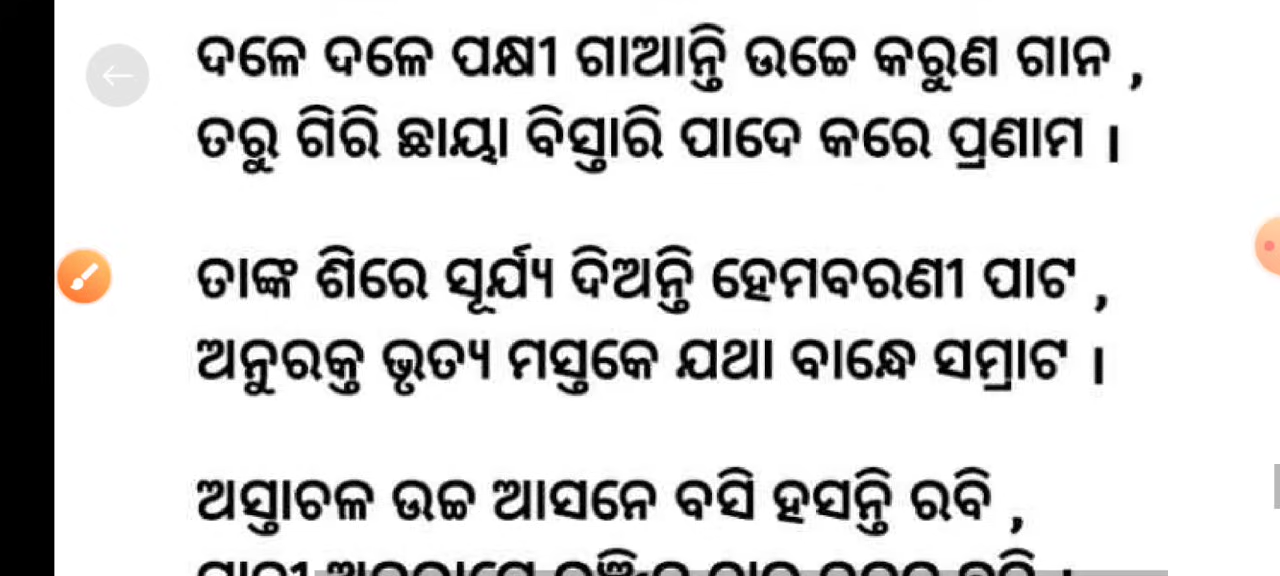 ଦଳେ ଦଳେ ପକ୍ଷୀ ଗାଆନ୍ତି ଉଚ୍ଚେ କରୁଣ ଗାନ ,
ତରୁ ଗିରି ଛାୟା ବିସ୍ତାରି ପାଦେ କରେ ପ୍ରଣାମ ।
ତାଙ୍କ ଶିରେ ସୂର୍ଯ୍ୟ ଦିଅନ୍ତି ହେମବରଣୀ ପାଟ ,
ଅନୁରକ୍ତ ଭୃତ୍ୟ ମସ୍ତକେ ଯଥା ବାନ୍ଧେ ସମ୍ରାଟ ।
ଅସ୍ତାଚଳ ଉଚ୍ଚ ଆସନେ ବସି ହସନ୍ତି ରବି ,